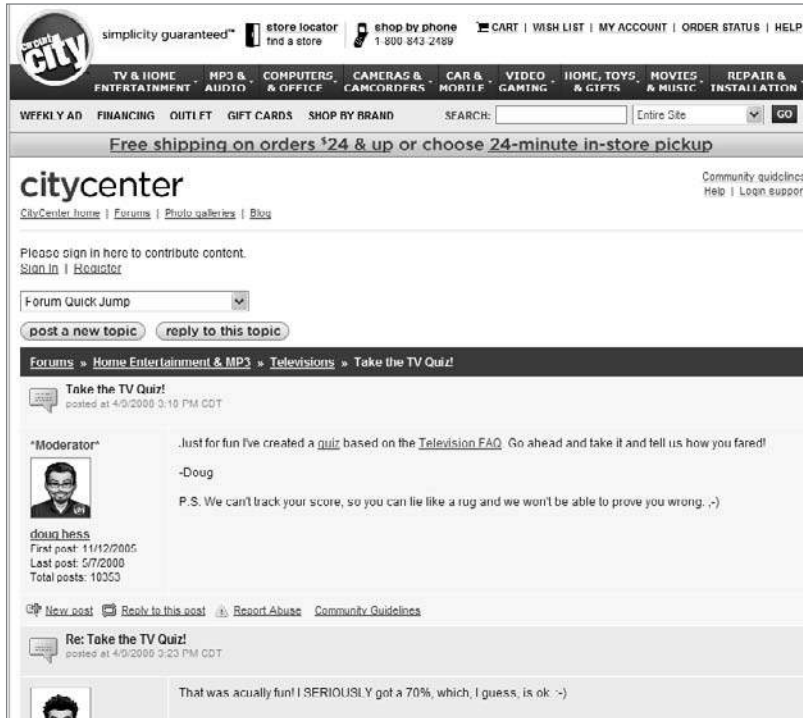 circuit city
simplicity guaranteed™
store locator
find a store
shop by phone
1-800-843-2489
CART | WISH LIST | MY ACCOUNT | ORDER STATUS | HELP
TV & HOME ENTERTAINMENT
MP3 & AUDIO
COMPUTERS & OFFICE
CAMERAS & CAMCORDERS
CAR & MOBILE
VIDEO GAMING
HOME, TOYS & GIFTS
MOVIES & MUSIC
REPAIR & INSTALLATION
WEEKLY AD FINANCING OUTLET GIFT CARDS SHOP BY BRAND SEARCH: Entire Site GO
Free shipping on orders $24 & up or choose 24-minute in-store pickup
citycenter
Community guidelines
Help | Login support
CityCenter home | Forums | Photo galleries | Blog
Please sign in here to contribute content.
Sign In | Register
Forum Quick Jump
post a new topic reply to this topic
Forums » Home Entertainment & MP3 » Televisions » Take the TV Quiz!
Take the TV Quiz!
posted at 4/9/2008 3:10 PM CDT
*Moderator*
Just for fun I've created a quiz based on the Television FAQ. Go ahead and take it and tell us how you fared!
-Doug
P.S. We can't track your score, so you can lie like a rug and we won't be able to prove you wrong. ;-)
doug hess
First post: 11/12/2005
Last post: 5/7/2008
Total posts: 10353
New post Reply to this post Report Abuse Community Guidelines
Re: Take the TV Quiz!
posted at 4/9/2008 3:23 PM CDT
That was acually fun! I SERIOUSLY got a 70%, which, I guess, is ok :-)